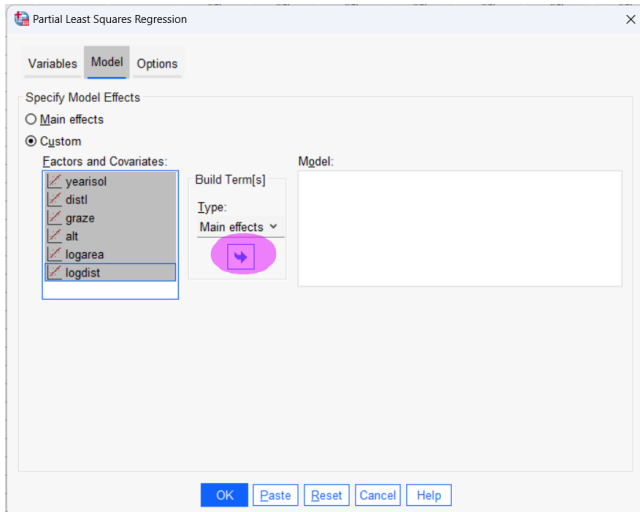 Partial Least Squares Regression
Variables Model Options
Specify Model Effects
Main effects
Custom
Factors and Covariates:
yearisol
distl
graze
alt
logarea
logdist
Build Term[s]
Type:
Main effects
Model:
OK Paste Reset Cancel Help